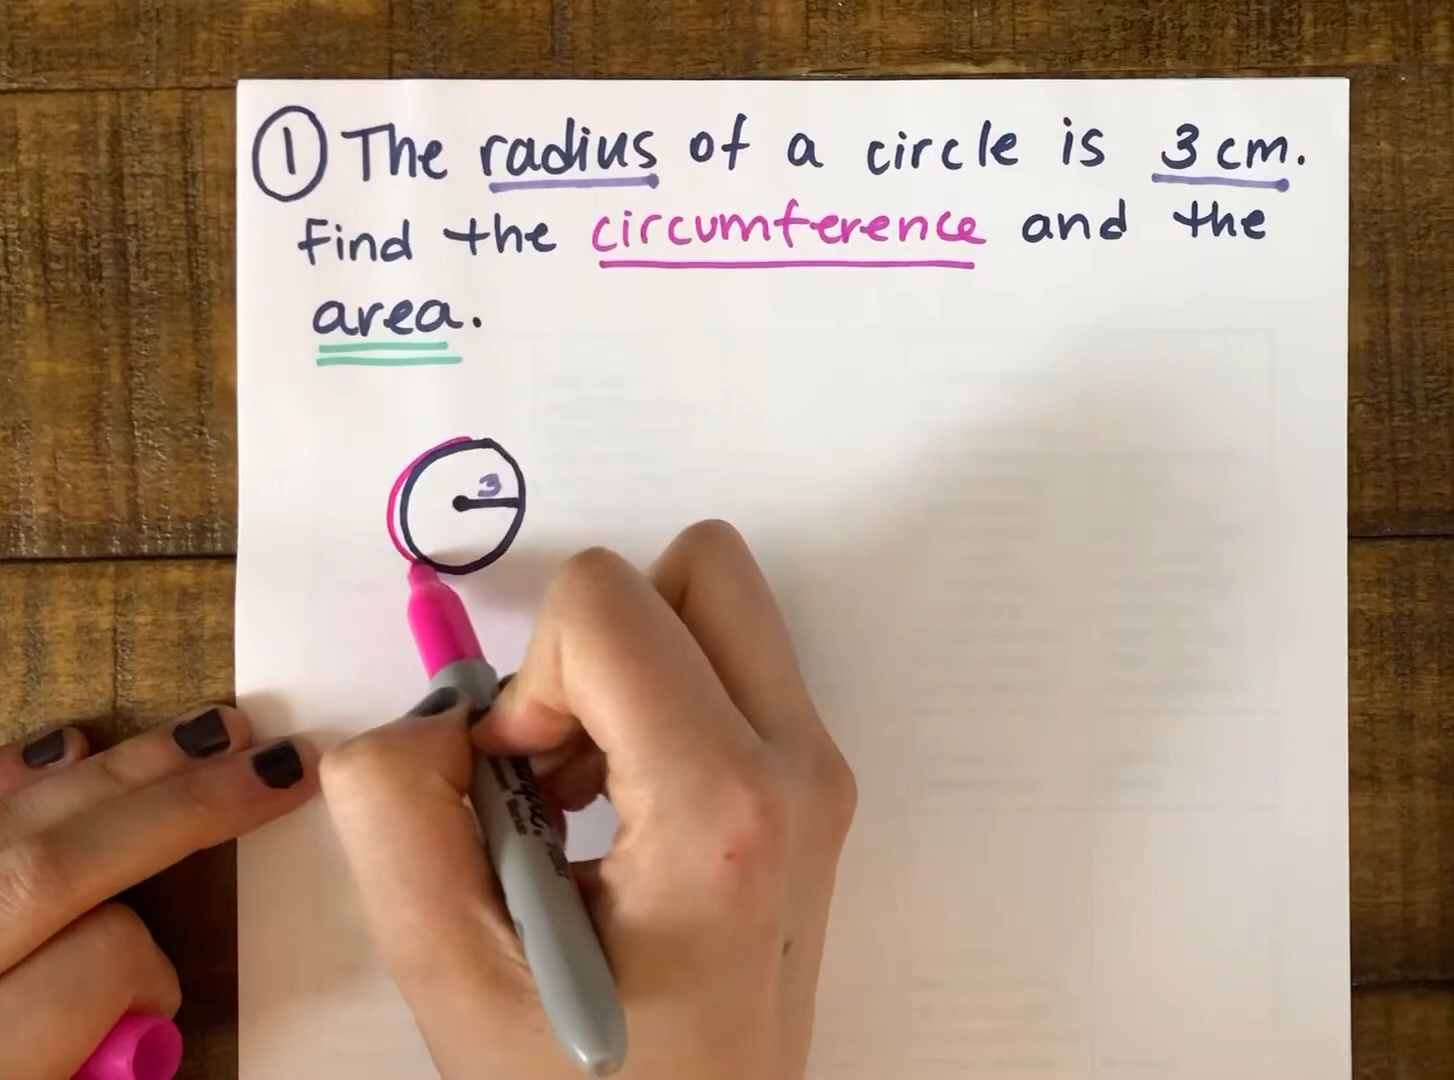 ① The radius of a circle is 3 cm.
Find the circumference and the
area.
3